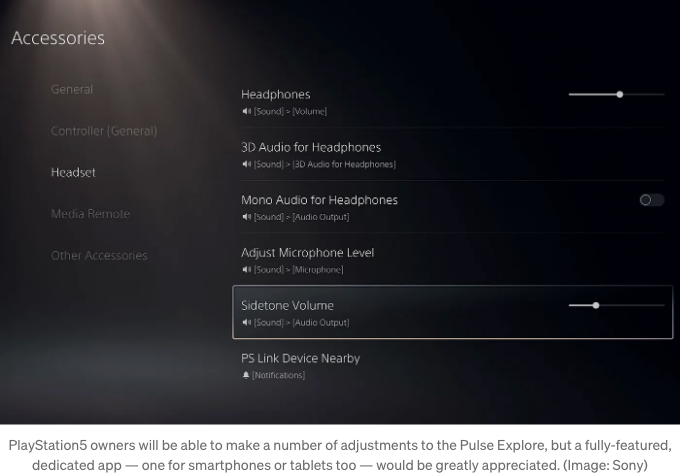 Accessories
General
Controller (General)
Headset
Media Remote
Other Accessories
Headphones
[Sound] > [Volume]
3D Audio for Headphones
[Sound] > [3D Audio for Headphones]
Mono Audio for Headphones
[Sound] > [Audio Output]
Adjust Microphone Level
[Sound] > [Microphone]
Sidetone Volume
[Sound] > [Audio Output]
PS Link Device Nearby
[Notifications]
PlayStation5 owners will be able to make a number of adjustments to the Pulse Explore, but a fully-featured,
dedicated app — one for smartphones or tablets too — would be greatly appreciated. (Image: Sony)